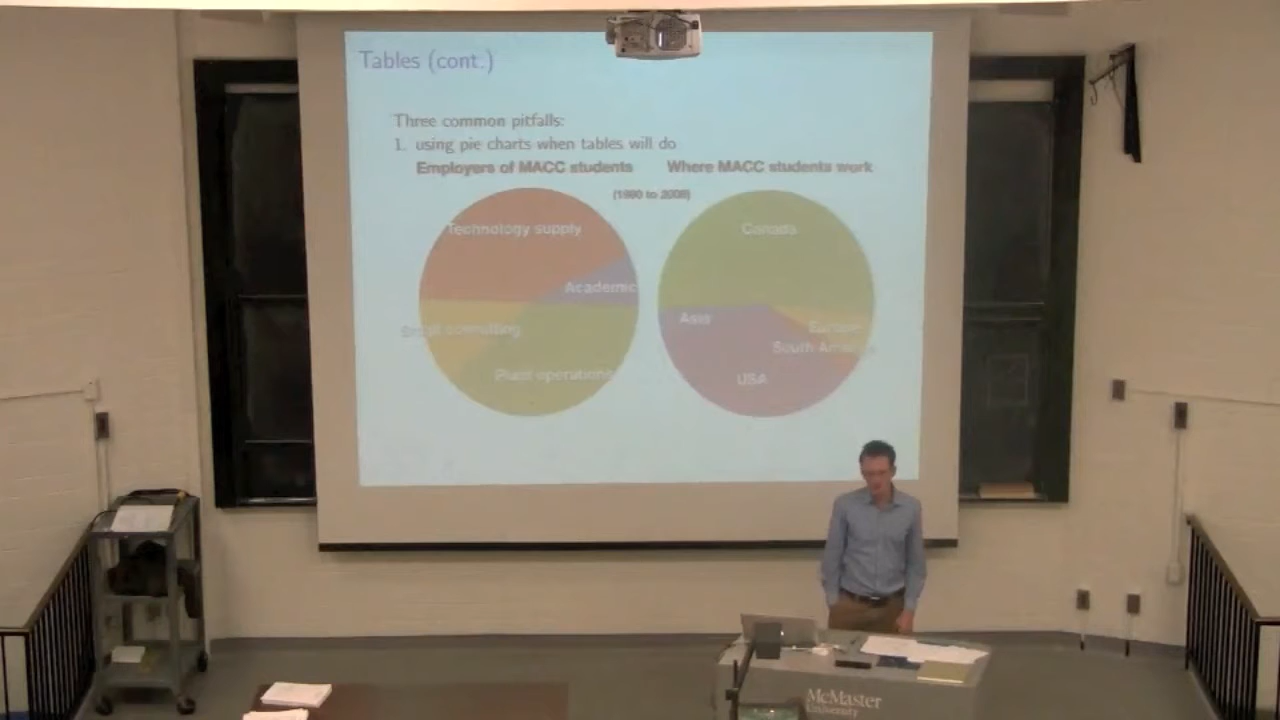 Tables (cont.)
Three common pitfalls:
1. using pie charts when tables will do
Employers of MACC students
Where MACC students work
(1990 to 2008)
Technology supply
Academic
consulting
Plant operations
Canada
Asia
Europe
South America
USA
McMaster
University